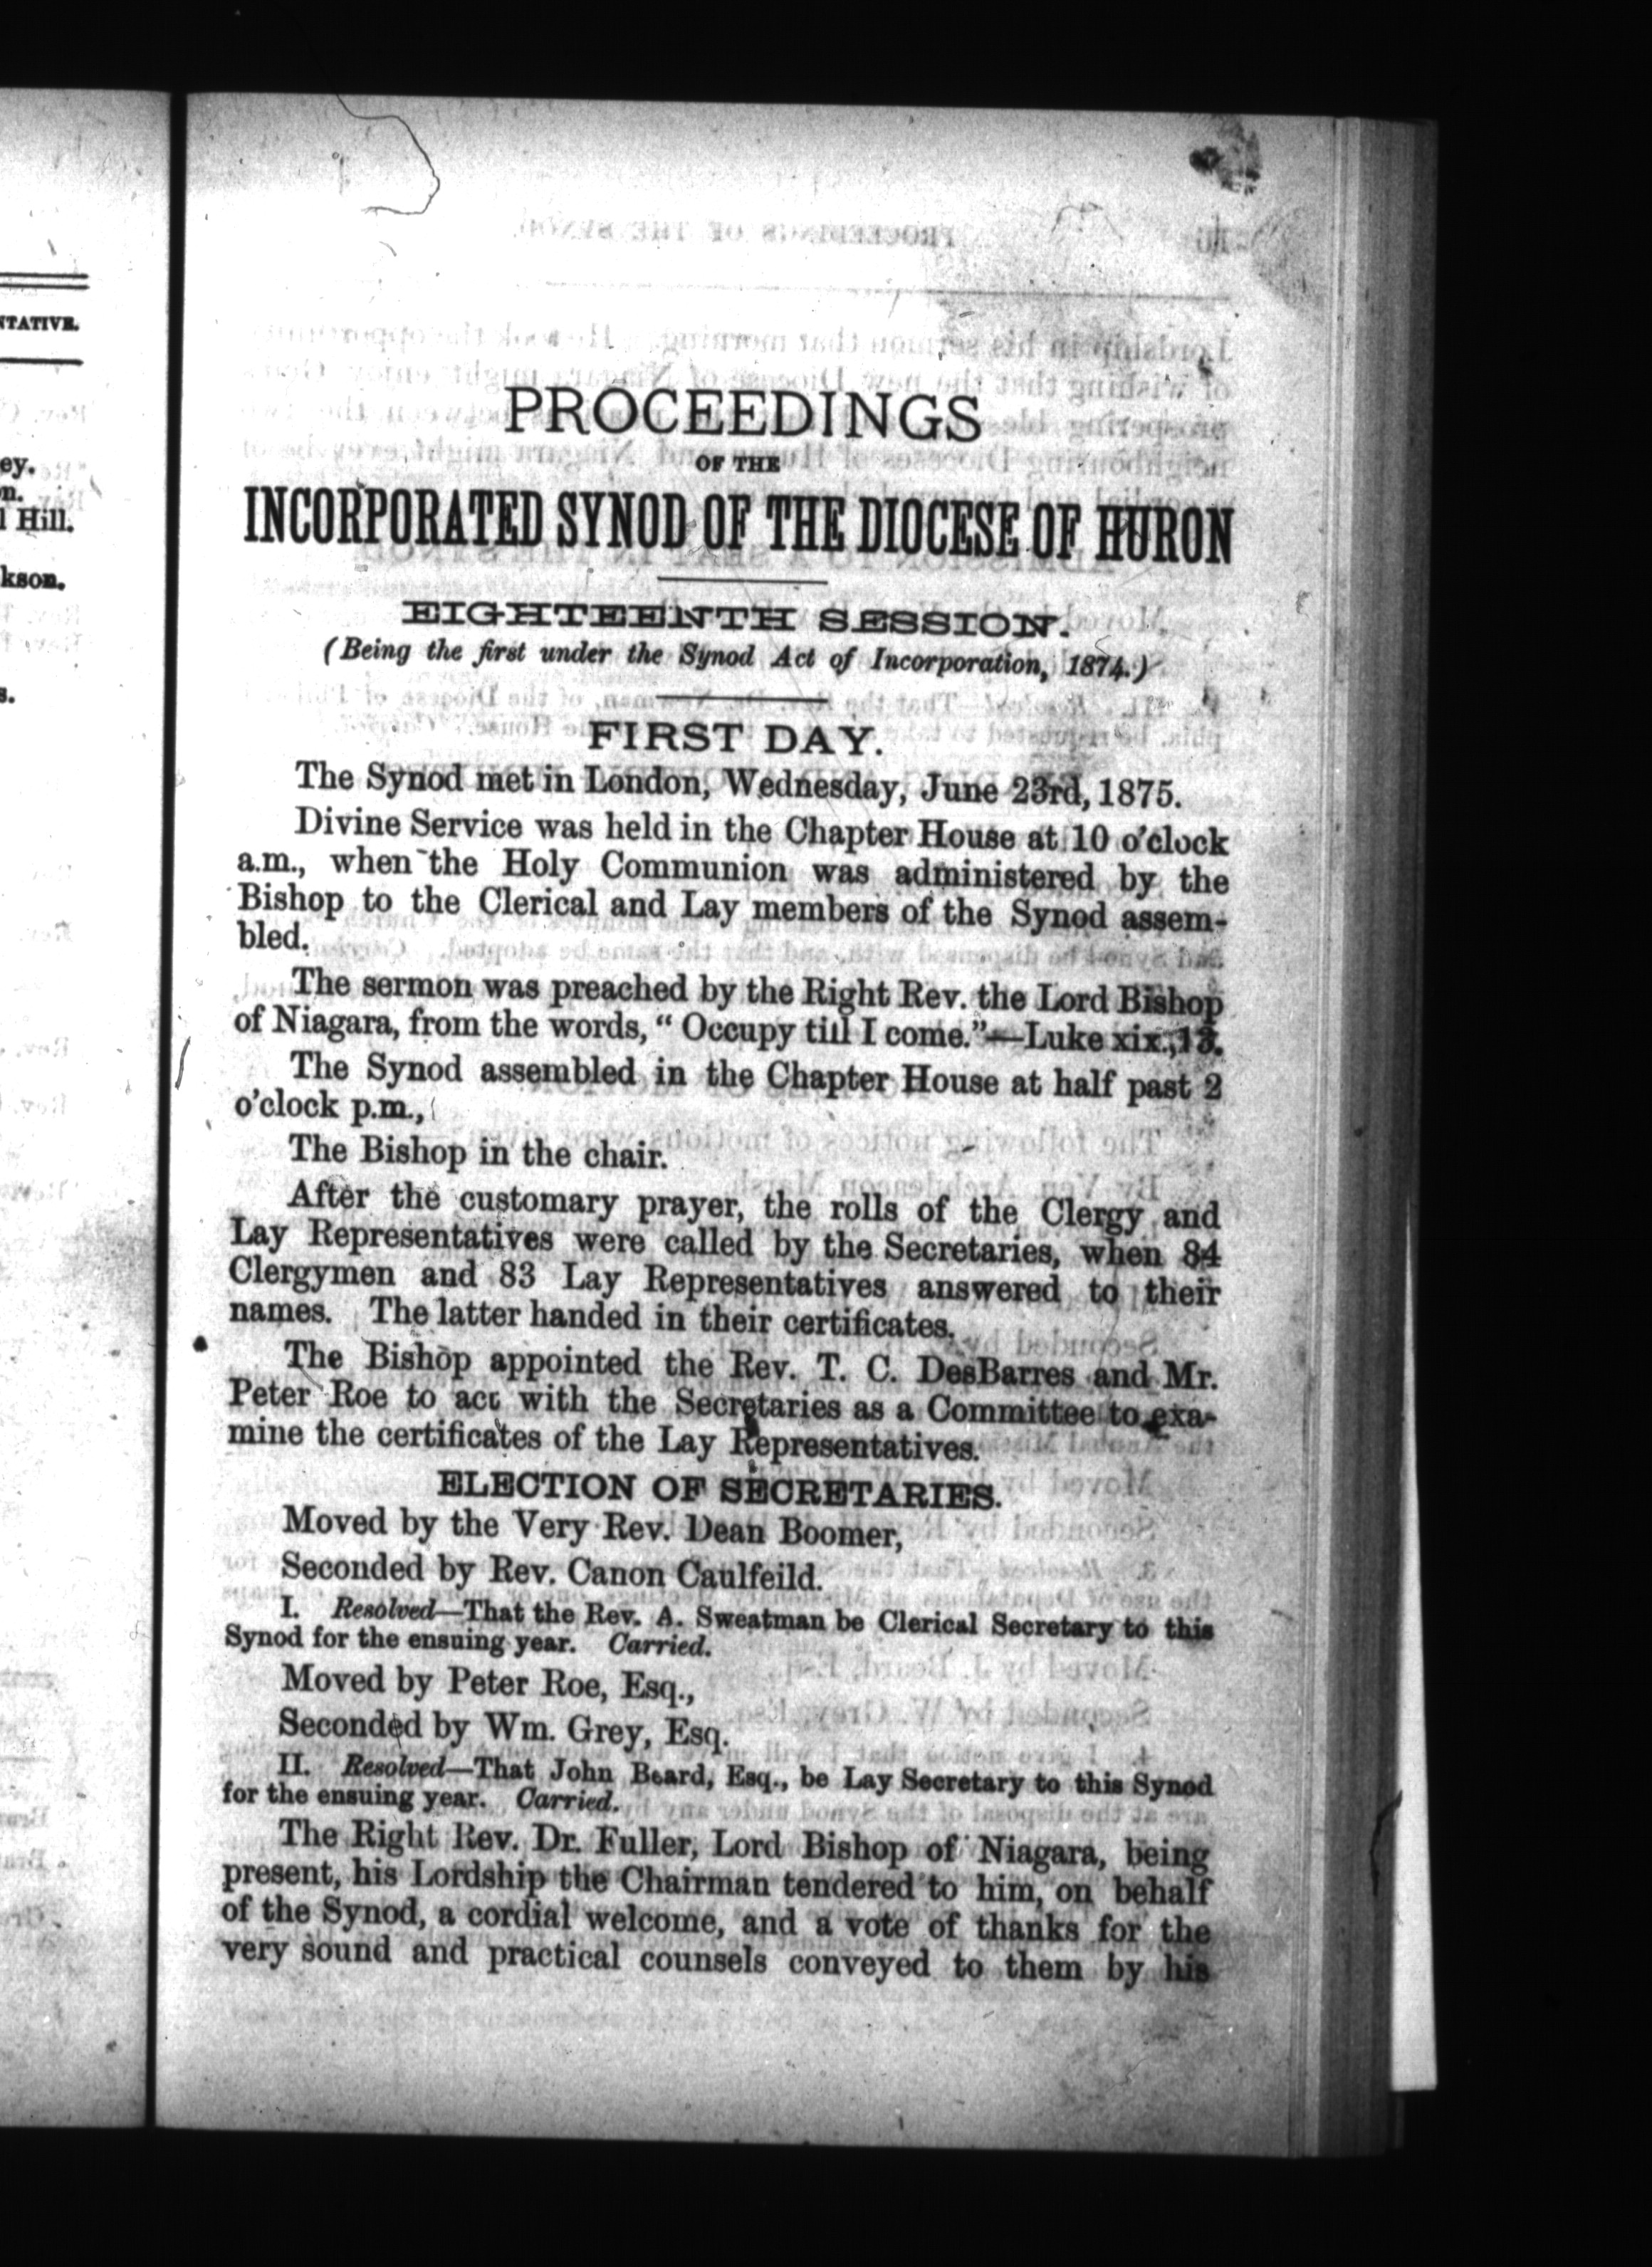 NTATIVE.
ey.
n.
l Hill.
kson.
s.
PROCEEDINGS
OF THE
INCORPORATED SYNOD OF THE DIOCESE OF HURON
EIGHTEENTH SESSION.
(Being the first under the Synod Act of Incorporation, 1874.)
FIRST DAY.
The Synod met in London, Wednesday, June 23rd, 1875.
Divine Service was held in the Chapter House at 10 o'clock
a.m., when the Holy Communion was administered by the
Bishop to the Clerical and Lay members of the Synod assem-
bled.
The sermon was preached by the Right Rev. the Lord Bishop
of Niagara, from the words, "Occupy till I come."—Luke xix., 13.
The Synod assembled in the Chapter House at half past 2
o'clock p.m.,
The Bishop in the chair.
After the customary prayer, the rolls of the Clergy and
Lay Representatives were called by the Secretaries, when 84
Clergymen and 83 Lay Representatives answered to their
names. The latter handed in their certificates.
The Bishop appointed the Rev. T. C. DesBarres and Mr.
Peter Roe to act with the Secretaries as a Committee to exa-
mine the certificates of the Lay Representatives.
ELECTION OF SECRETARIES.
Moved by the Very Rev. Dean Boomer,
Seconded by Rev. Canon Caulfeild.
I. Resolved—That the Rev. A. Sweatman be Clerical Secretary to this
Synod for the ensuing year. Carried.
Moved by Peter Roe, Esq.,
Seconded by Wm. Grey, Esq.
II. Resolved—That John Beard, Esq., be Lay Secretary to this Synod
for the ensuing year. Carried.
The Right Rev. Dr. Fuller, Lord Bishop of Niagara, being
present, his Lordship the Chairman tendered to him, on behalf
of the Synod, a cordial welcome, and a vote of thanks for the
very sound and practical counsels conveyed to them by his